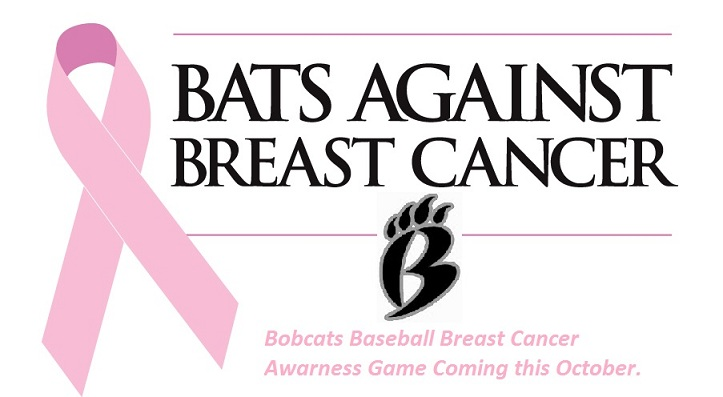 BATS AGAINST
BREAST CANCER
B
Bobcats Baseball Breast Cancer
Awarness Game Coming this October.